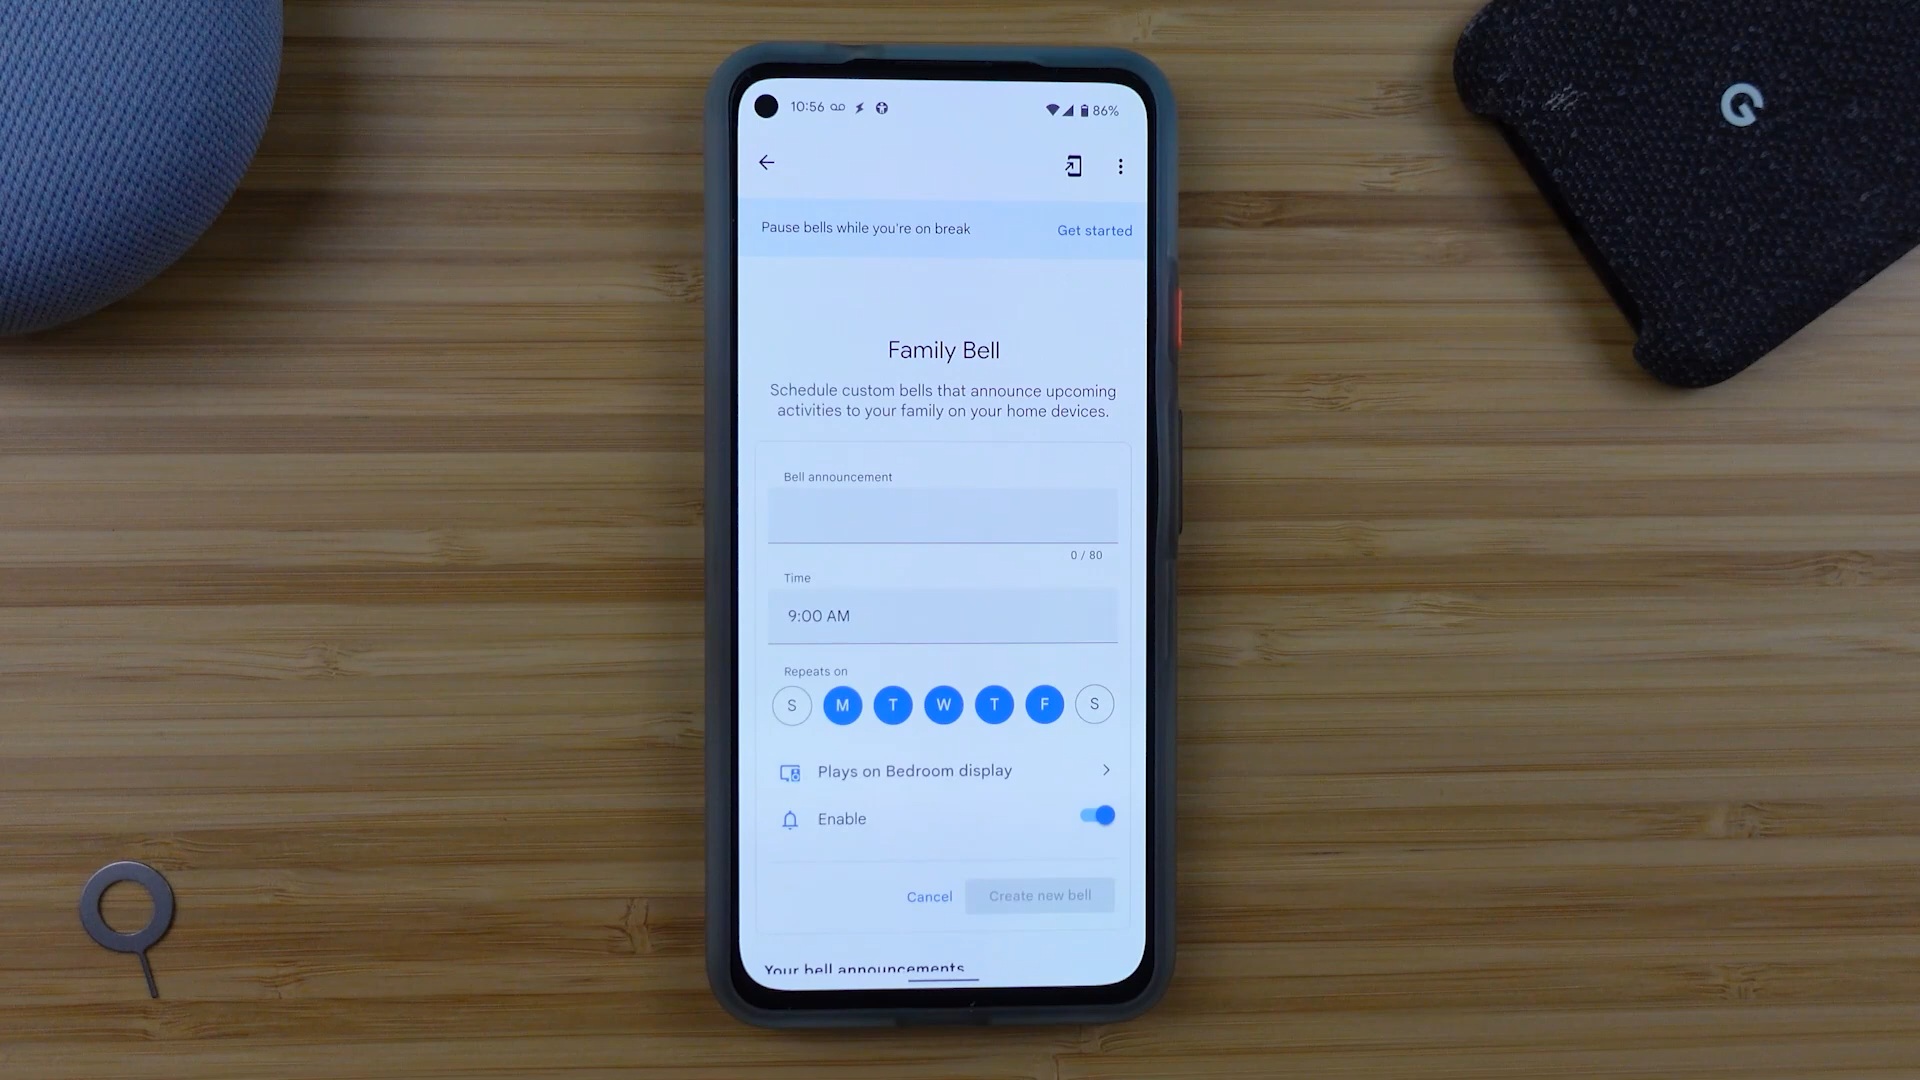 10:56
86%
Pause bells while you're on break
Get started
Family Bell
Schedule custom bells that announce upcoming
activities to your family on your home devices.
Bell announcement
0 / 80
Time
9:00 AM
Repeats on
S M T W T F S
Plays on Bedroom display
Enable
Cancel
Create new bell
Your bell announcements
G